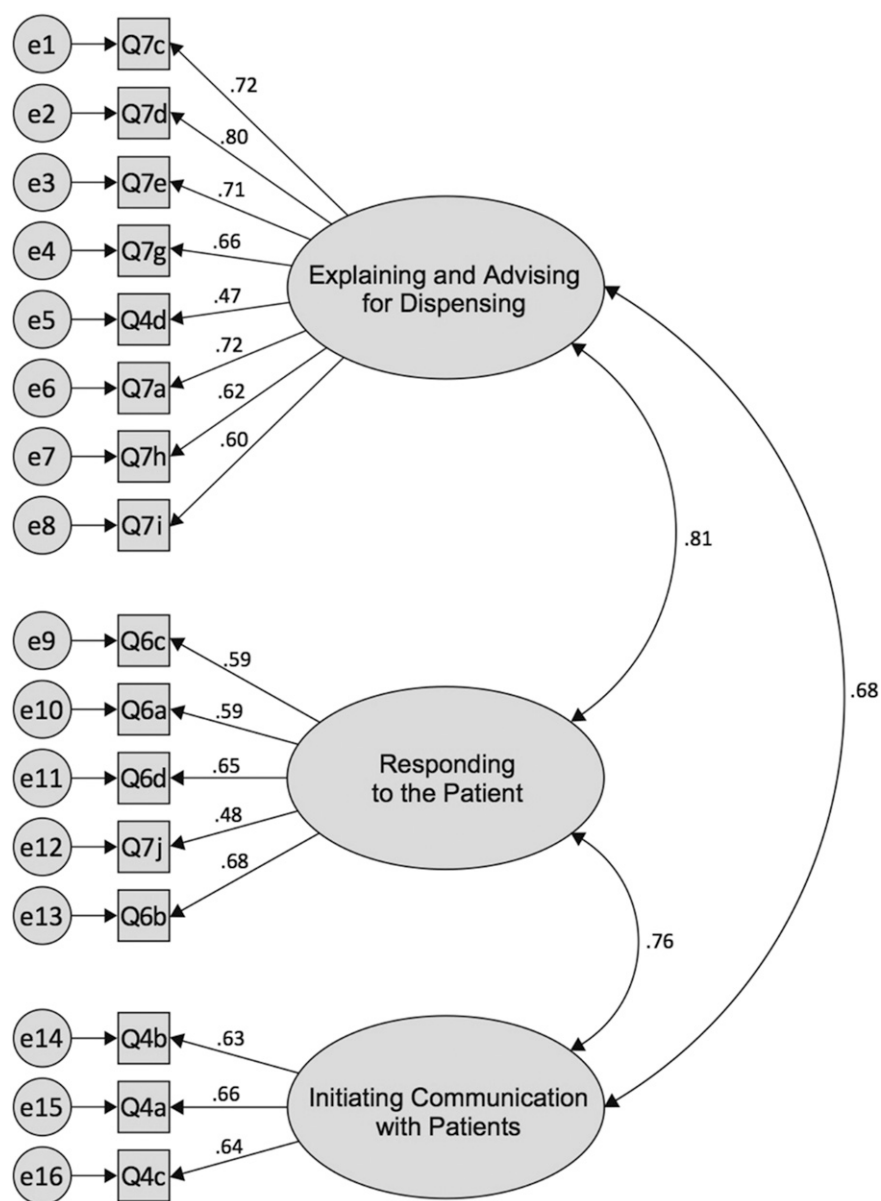 e1 Q7c
.72
e2 Q7d
.80
e3 Q7e
.71
e4 Q7g
.66
e5 Q4d
.47
e6 Q7a
.72
e7 Q7h
.62
e8 Q7i
.60
Explaining and Advising
for Dispensing
.81
.68
e9 Q6c
.59
e10 Q6a
.59
e11 Q6d
.65
e12 Q7j
.48
e13 Q6b
.68
Responding
to the Patient
.76
e14 Q4b
.63
e15 Q4a
.66
e16 Q4c
.64
Initiating Communication
with Patients